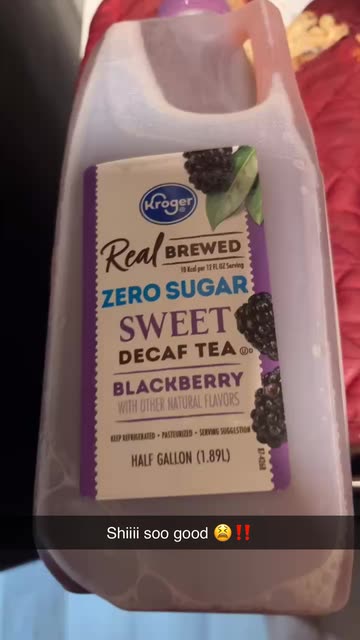 Kroger
Real BREWED
10 Kcal per 12 FL OZ Serving
ZERO SUGAR
SWEET
DECAF TEA
BLACKBERRY
WITH OTHER NATURAL FLAVORS
KEEP REFRIGERATED • PASTEURIZED • SERVING SUGGESTION
HALF GALLON (1.89L)
Shiiii soo good 😫‼️